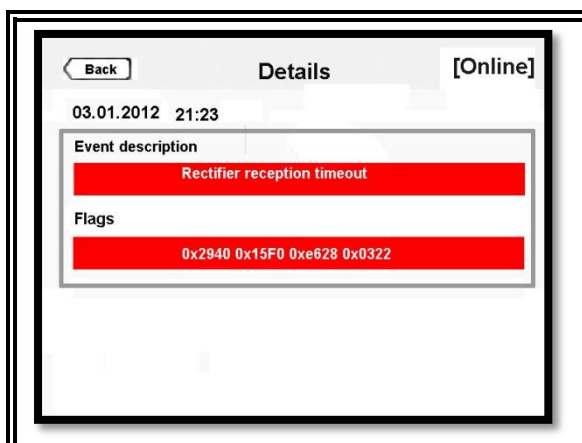 Back Details [Online]
03.01.2012 21:23
Event description
Rectifier reception timeout
Flags
0x2940 0x15F0 0xe628 0x0322